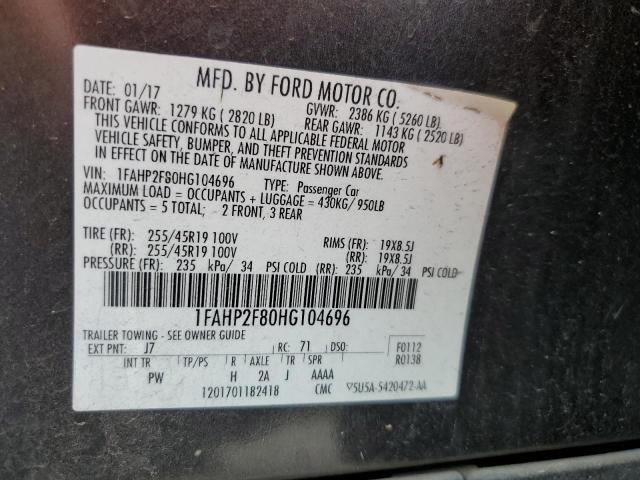 MFD. BY FORD MOTOR CO.
DATE: 01/17 GVWR: 2386 KG ( 5260 LB)
FRONT GAWR: 1279 KG ( 2820 LB) REAR GAWR: 1143 KG ( 2520 LB)
THIS VEHICLE CONFORMS TO ALL APPLICABLE FEDERAL MOTOR
VEHICLE SAFETY, BUMPER, AND THEFT PREVENTION STANDARDS
IN EFFECT ON THE DATE OF MANUFACTURE SHOWN ABOVE.
VIN: 1FAHP2F80HG104696 TYPE: Passenger Car
MAXIMUM LOAD = OCCUPANTS + LUGGAGE = 430KG/ 950LB
OCCUPANTS = 5 TOTAL; 2 FRONT, 3 REAR
TIRE (FR): 255/45R19 100V RIMS (FR): 19X8.5J
(RR): 255/45R19 100V (RR): 19X8.5J
PRESSURE (FR): 235 kPa/ 34 PSI COLD (RR): 235 kPa/ 34 PSI COLD
1FAHP2F80HG104696
TRAILER TOWING - SEE OWNER GUIDE
EXT PNT: J7 RC: 71 DSO: F0112
R0138
INT TR TP/PS R AXLE TR SPR
PW H 2A J AAAA
1201701182418 CMC 5U5A-5420472-AA